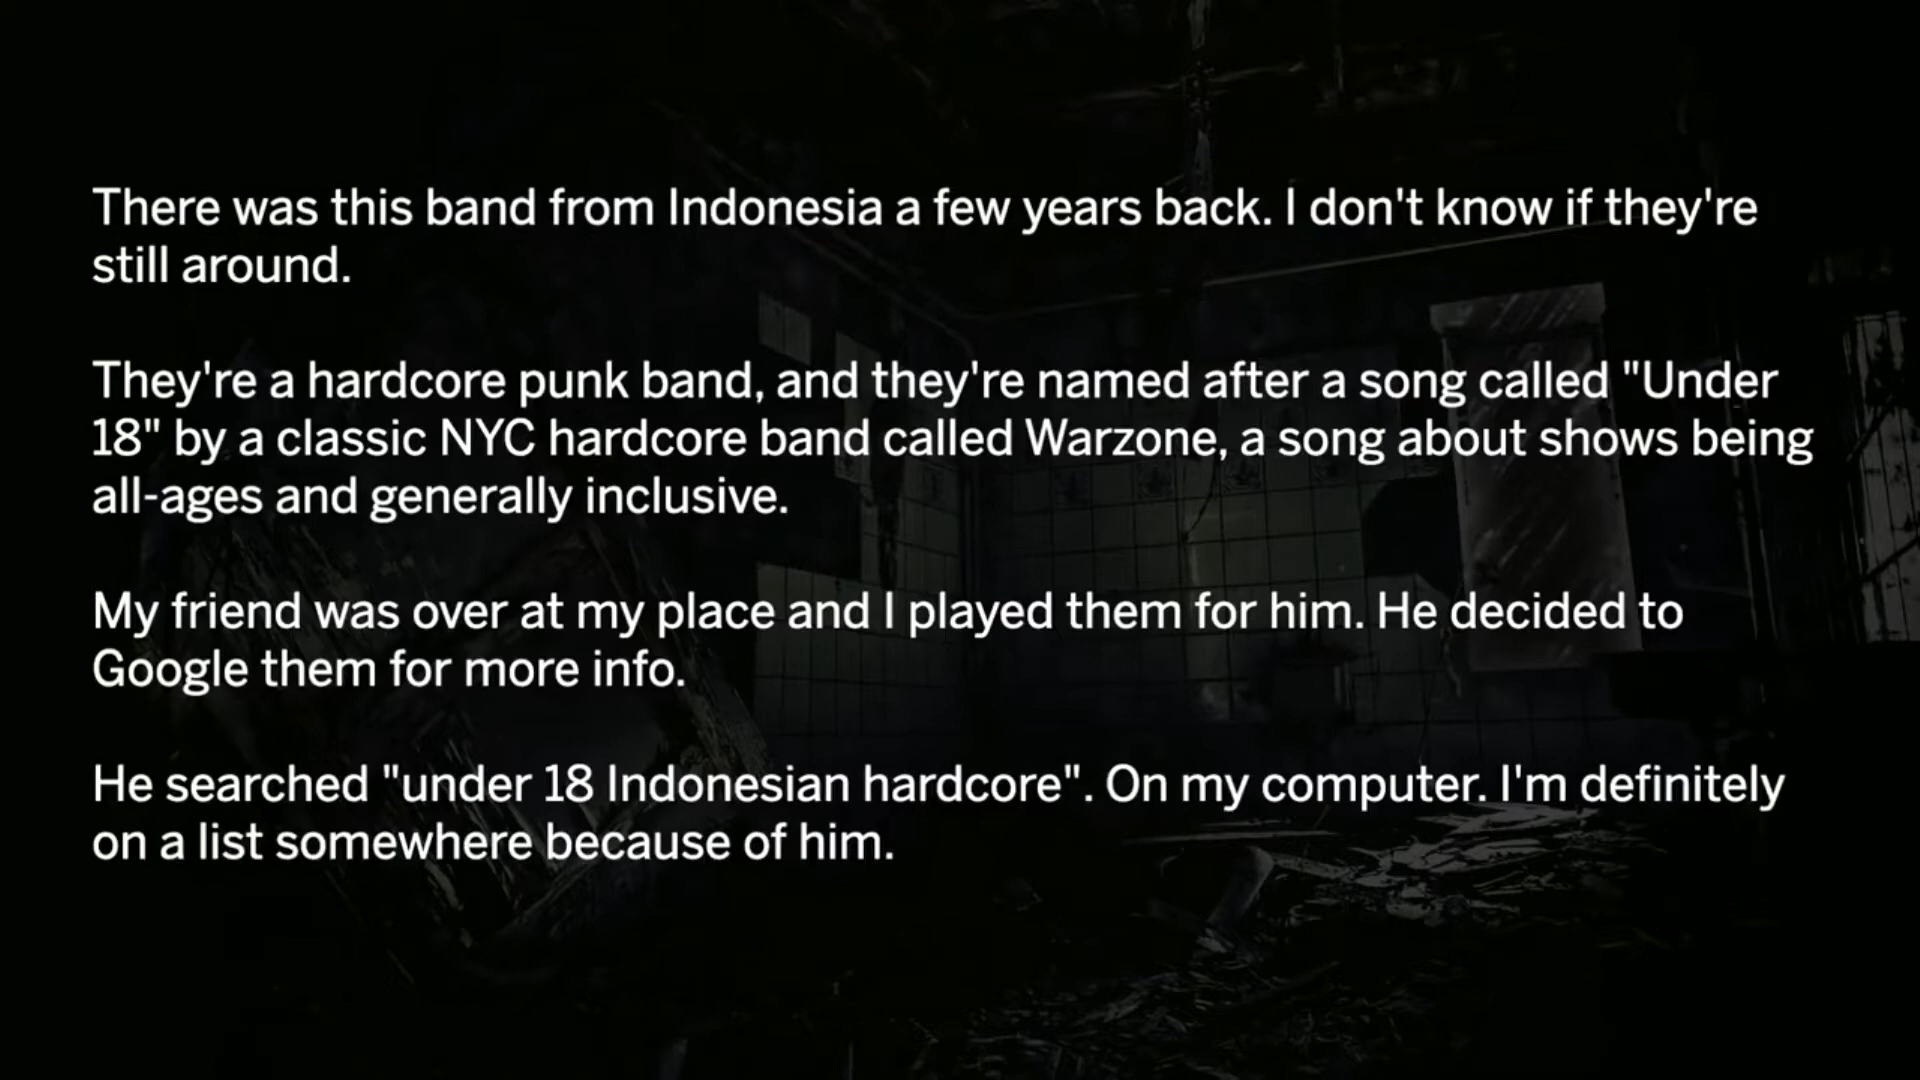 There was this band from Indonesia a few years back. I don't know if they're
still around.
They're a hardcore punk band, and they're named after a song called "Under
18" by a classic NYC hardcore band called Warzone, a song about shows being
all-ages and generally inclusive.
My friend was over at my place and I played them for him. He decided to
Google them for more info.
He searched "under 18 Indonesian hardcore". On my computer. I'm definitely
on a list somewhere because of him.